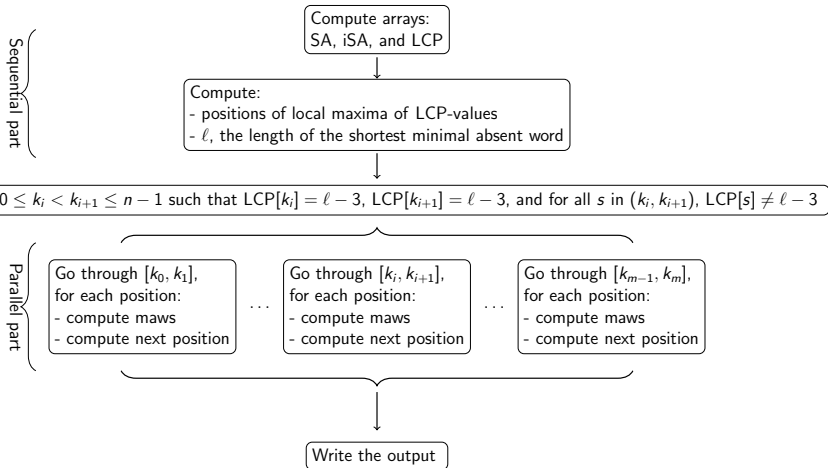 Compute arrays:
SA, iSA, and LCP
Sequential part
Compute:
- positions of local maxima of LCP-values
- ℓ, the length of the shortest minimal absent word
0 ≤ k_i < k_{i+1} ≤ n − 1 such that LCP[k_i] = ℓ − 3, LCP[k_{i+1}] = ℓ − 3, and for all s in (k_i, k_{i+1}), LCP[s] ≠ ℓ − 3
Parallel part
Go through [k_0, k_1],
for each position:
- compute maws
- compute next position
...
Go through [k_i, k_{i+1}],
for each position:
- compute maws
- compute next position
...
Go through [k_{m−1}, k_m],
for each position:
- compute maws
- compute next position
Write the output